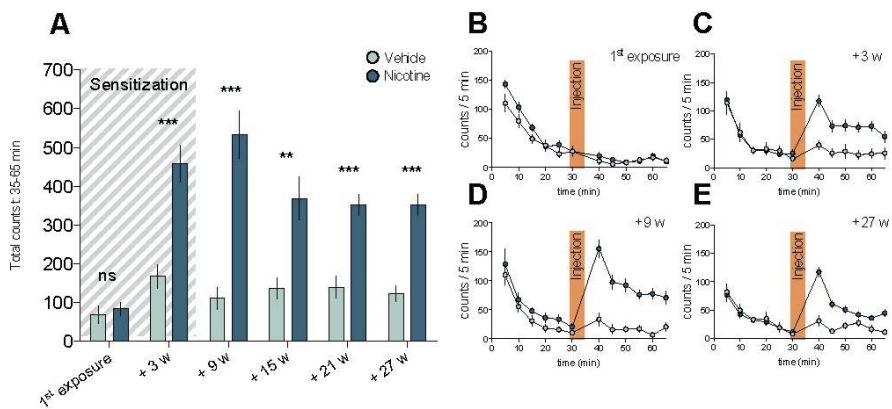 A
Vehicle
Nicotine
Sensitization
Total counts t: 35-65 min
700
600
500
400
300
200
100
0
ns
***
***
**
***
***
1st exposure
+ 3 w
+ 9 w
+ 15 w
+ 21 w
+ 27 w
B
1st exposure
Injection
counts / 5 min
200
150
100
50
0
0 10 20 30 40 50 60
time (min)
C
+3 w
Injection
counts / 5 min
200
150
100
50
0
0 10 20 30 40 50 60
time (min)
D
+9 w
Injection
counts / 5 min
200
150
100
50
0
0 10 20 30 40 50 60
time (min)
E
+27 w
Injection
counts / 5 min
200
150
100
50
0
0 10 20 30 40 50 60
time (min)